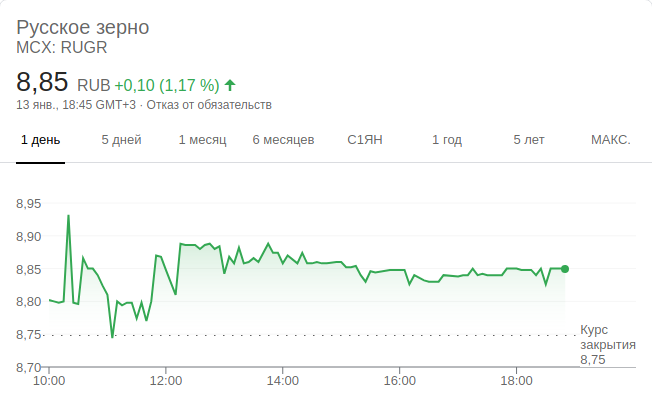 Русское зерно
MCX: RUGR
8,85 RUB +0,10 (1,17 %)
13 янв., 18:45 GMT+3 · Отказ от обязательств
1 день 5 дней 1 месяц 6 месяцев С1ЯН 1 год 5 лет МАКС.
8,95
8,90
8,85
8,80
8,75
8,70
Курс
закрытия
8,75
10:00 12:00 14:00 16:00 18:00